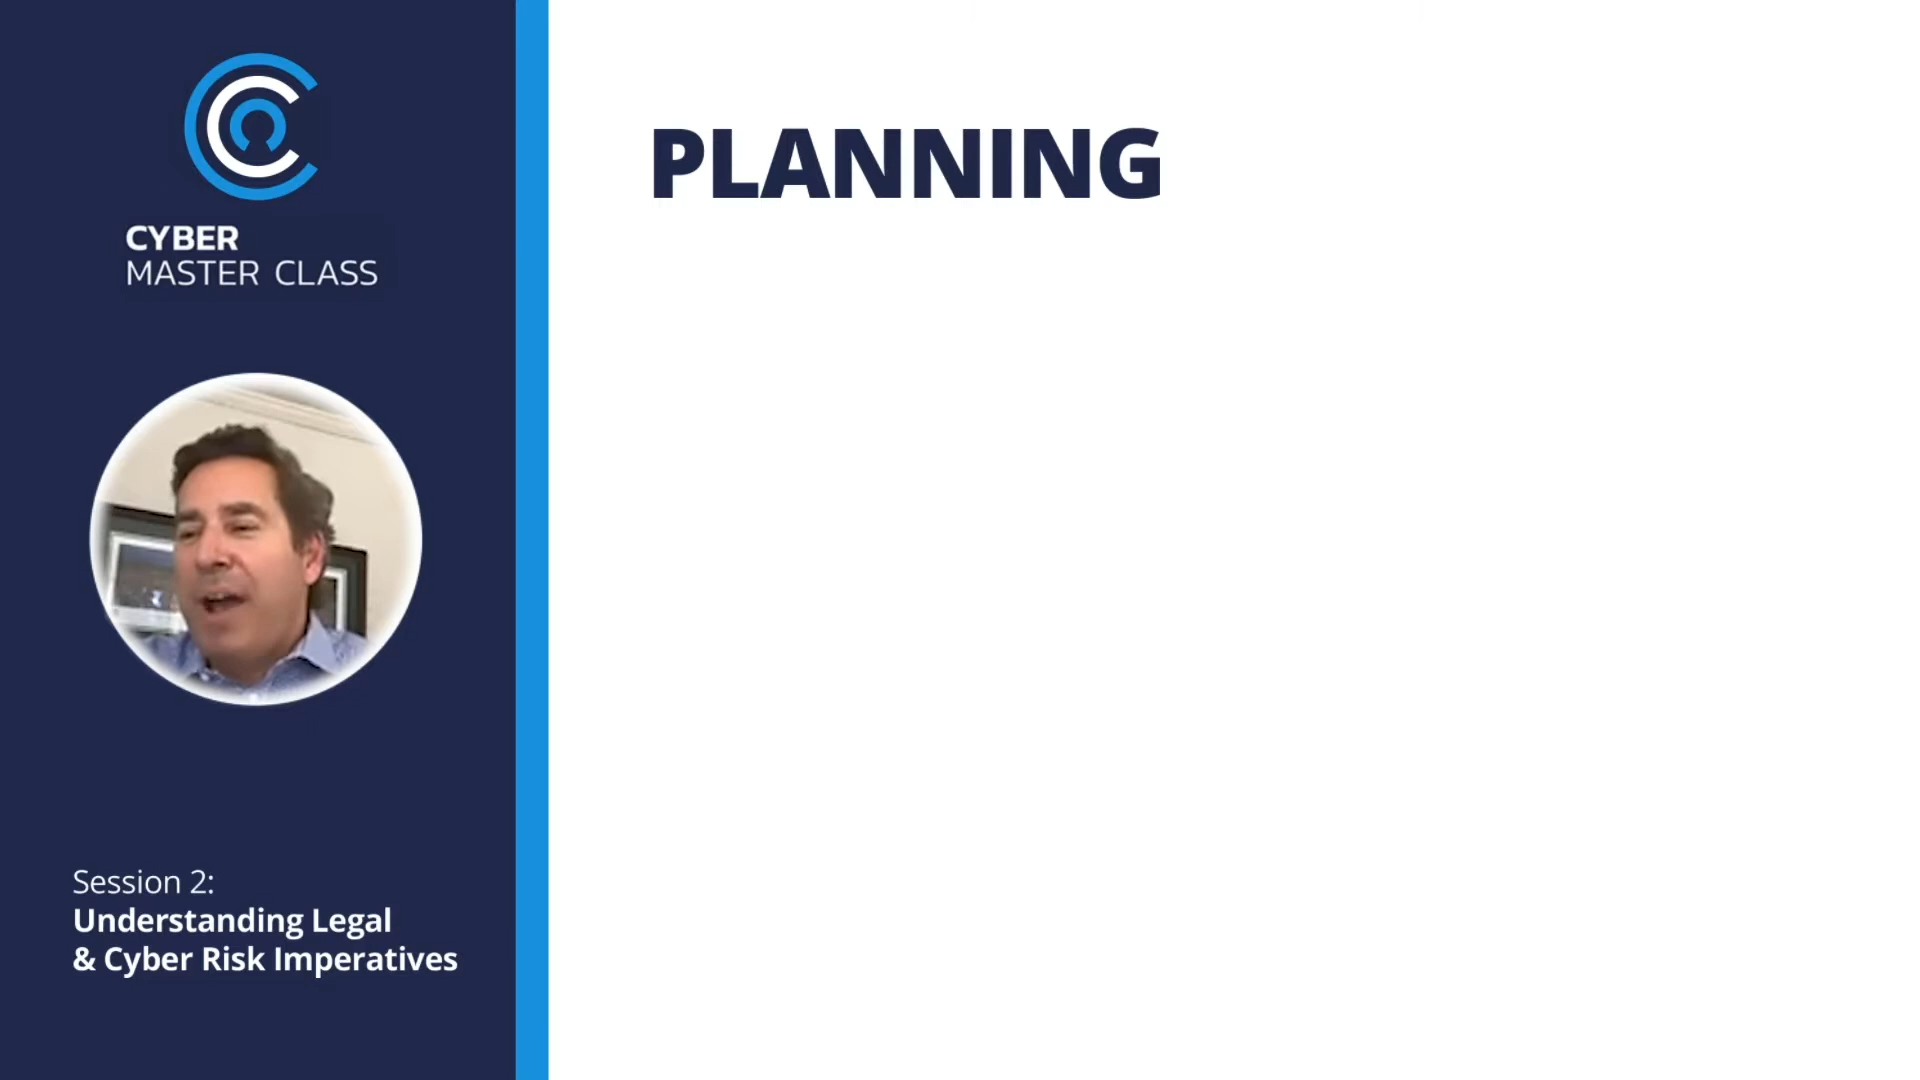 CYBER
MASTER CLASS
Session 2:
Understanding Legal
& Cyber Risk Imperatives
PLANNING